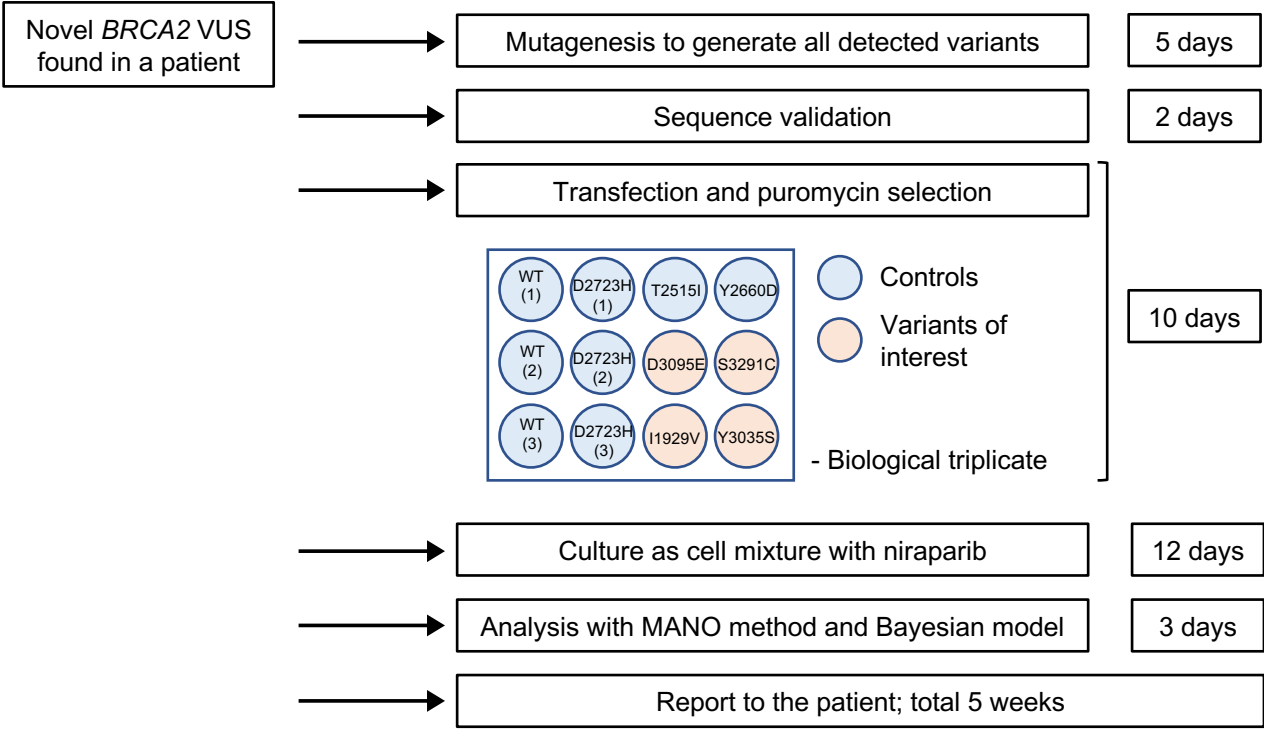 Novel BRCA2 VUS
found in a patient
Mutagenesis to generate all detected variants
5 days
Sequence validation
2 days
Transfection and puromycin selection
WT
(1)
D2723H
(1)
T2515I
Y2660D
WT
(2)
D2723H
(2)
D3095E
S3291C
WT
(3)
D2723H
(3)
I1929V
Y3035S
Controls
Variants of
interest
- Biological triplicate
10 days
Culture as cell mixture with niraparib
12 days
Analysis with MANO method and Bayesian model
3 days
Report to the patient; total 5 weeks